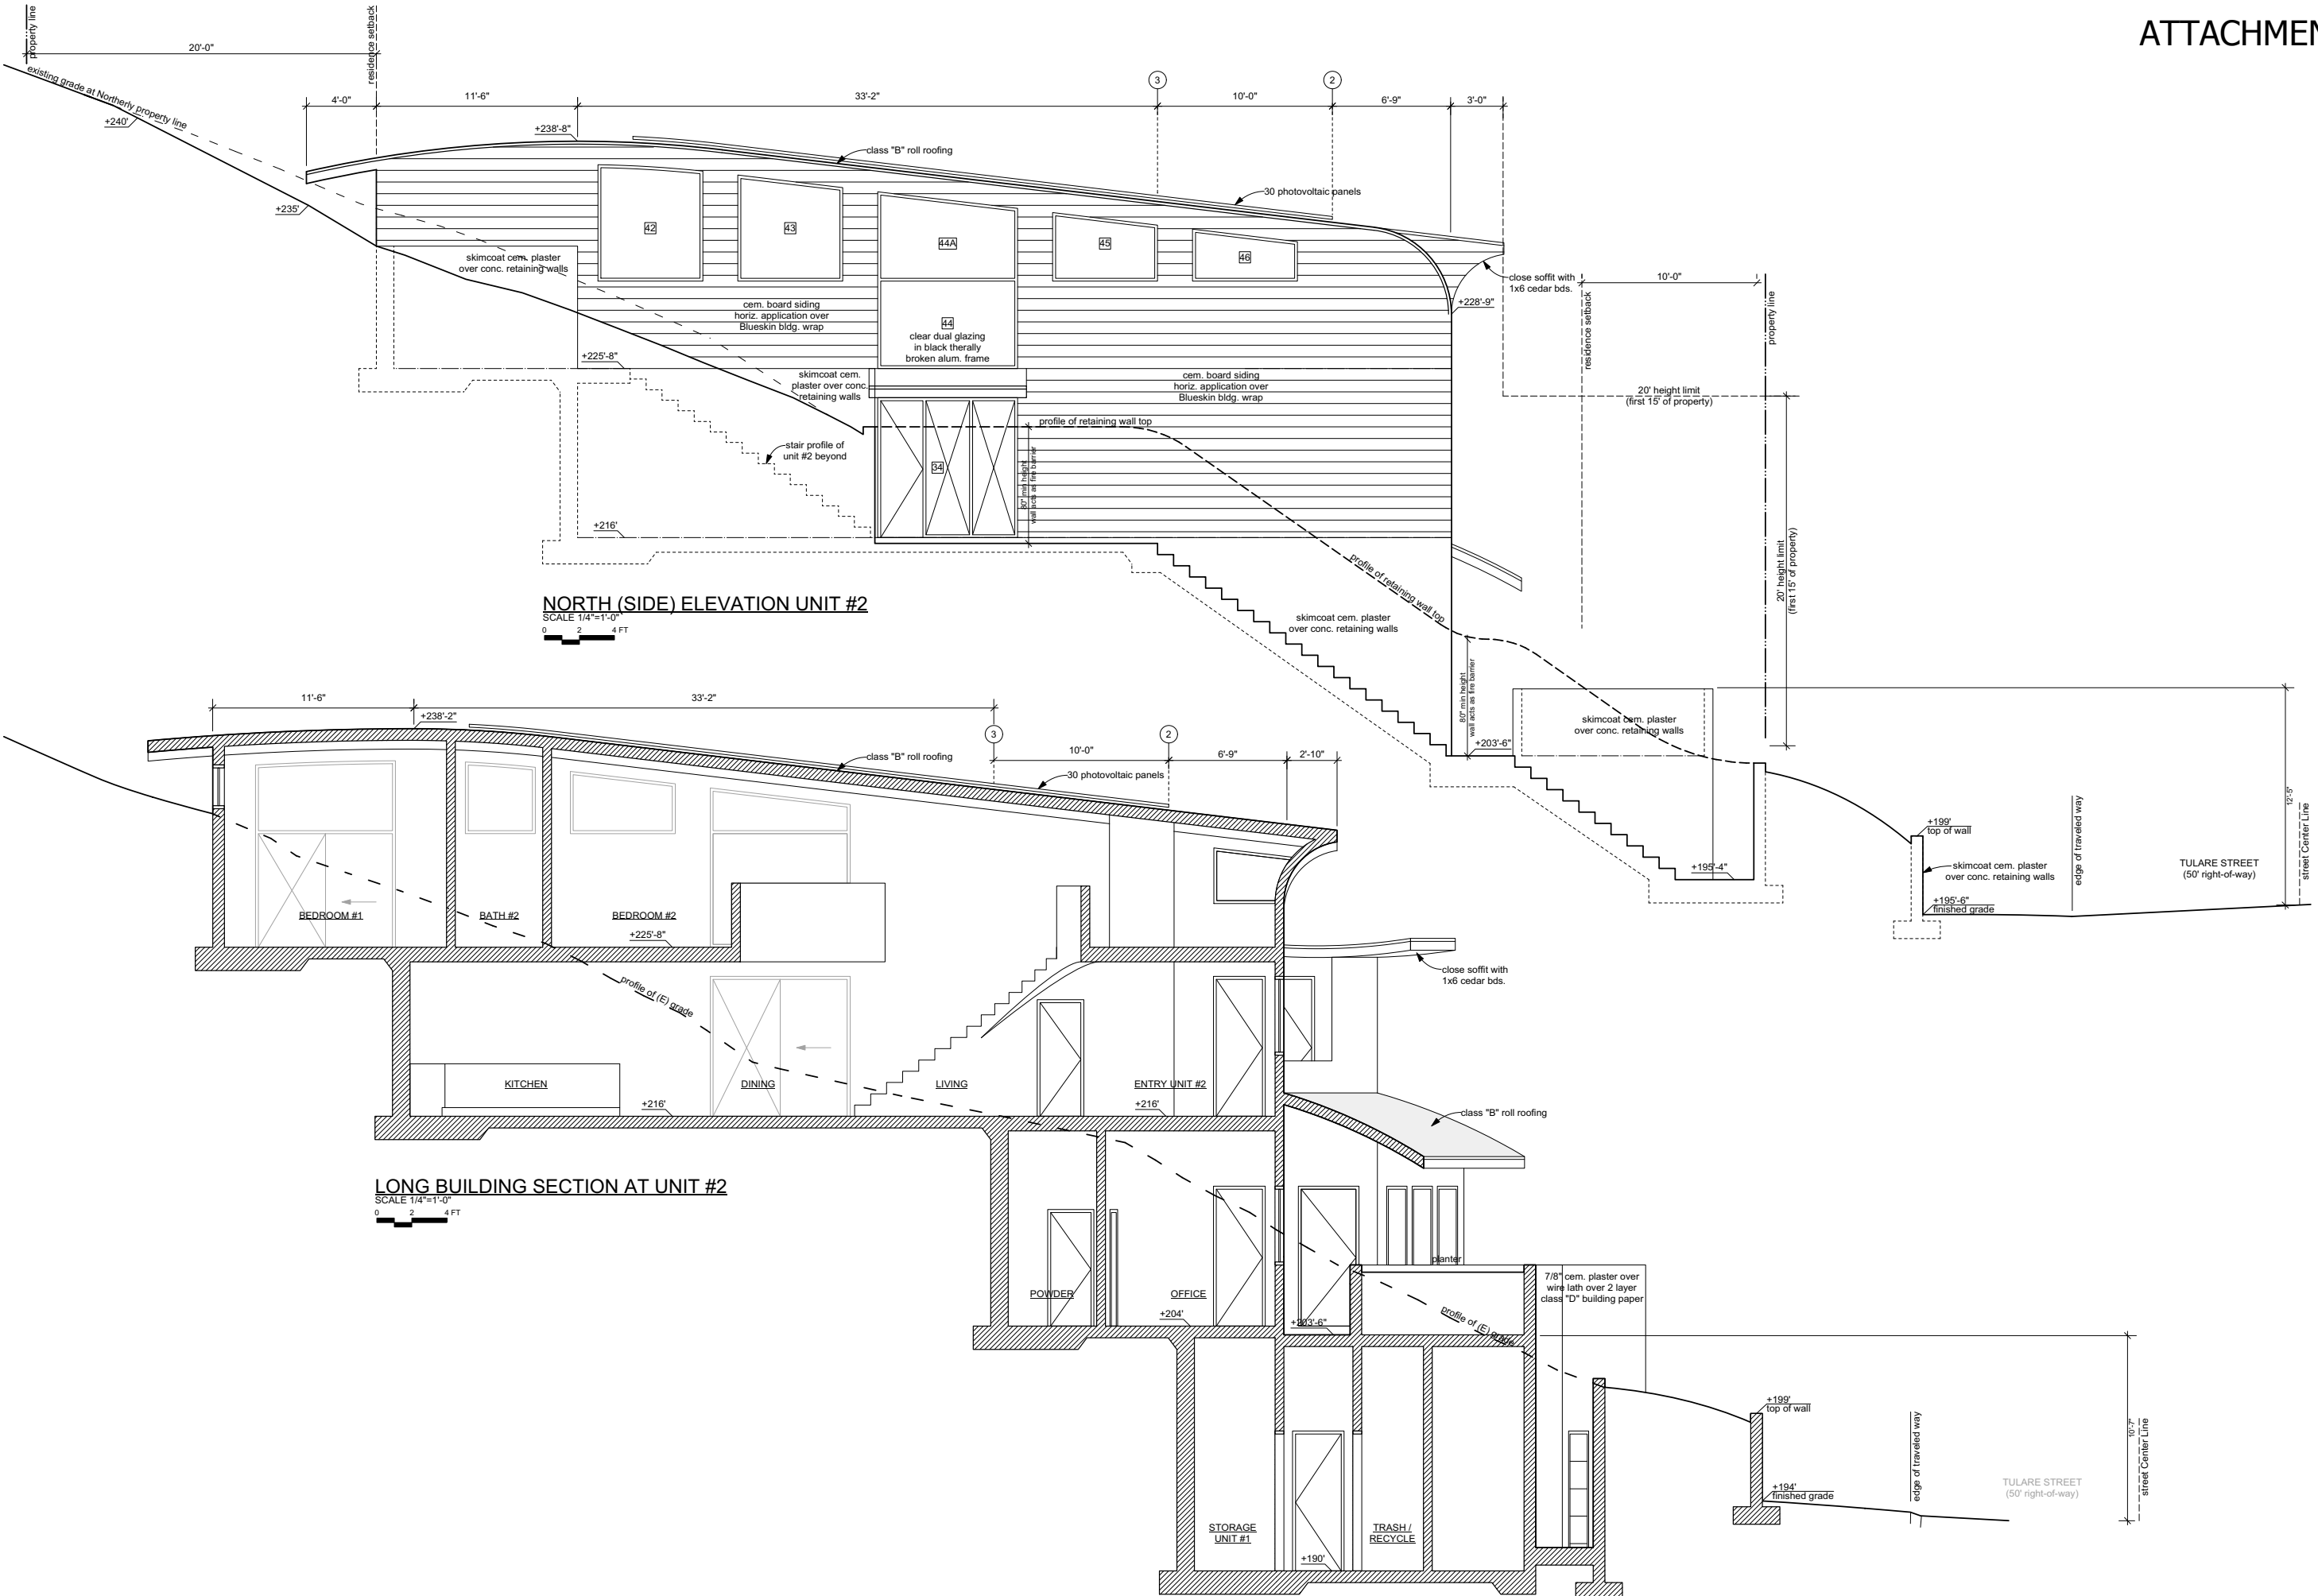 ATTACHMEN
property line
residence setback
20'-0"
existing grade at Northerly property line
+240'
+235'
4'-0"
11'-6"
33'-2"
3
10'-0"
2
6'-9"
3'-0"
+238'-8"
class "B" roll roofing
30 photovoltaic panels
42
43
44A
45
46
skimcoat cem. plaster
over conc. retaining walls
cem. board siding
horiz. application over
Blueskin bldg. wrap
44
clear dual glazing
in black therally
broken alum. frame
close soffit with
1x6 cedar bds.
+228'-9"
residence setback
10'-0"
property line
+225'-8"
skimcoat cem.
plaster over conc.
retaining walls
cem. board siding
horiz. application over
Blueskin bldg. wrap
20' height limit
(first 15' of property)
profile of retaining wall top
stair profile of
unit #2 beyond
34
80" min height
wall acts as fire barrier
+216'
20' height limit
(first 15' of property)
profile of retaining wall top
NORTH (SIDE) ELEVATION UNIT #2
SCALE 1/4"=1'-0"
0 2 4 FT
skimcoat cem. plaster
over conc. retaining walls
80" min height
wall acts as fire barrier
+203'-6"
skimcoat cem. plaster
over conc. retaining walls
+195'-4"
+199'
top of wall
skimcoat cem. plaster
over conc. retaining walls
+195'-6"
finished grade
edge of traveled way
TULARE STREET
(50' right-of-way)
12'-5"
street Center Line
11'-6"
33'-2"
+238'-2"
3
10'-0"
2
6'-9"
2'-10"
class "B" roll roofing
30 photovoltaic panels
BEDROOM #1
BATH #2
BEDROOM #2
+225'-8"
profile of (E) grade
close soffit with
1x6 cedar bds.
KITCHEN
DINING
LIVING
ENTRY UNIT #2
+216'
+216'
class "B" roll roofing
LONG BUILDING SECTION AT UNIT #2
SCALE 1/4"=1'-0"
0 2 4 FT
POWDER
OFFICE
+204'
+203'-6"
planter
7/8" cem. plaster over
wire lath over 2 layer
class "D" building paper
profile of (E) grade
+199'
top of wall
+194'
finished grade
edge of traveled way
TULARE STREET
(50' right-of-way)
10'-7"
street Center Line
STORAGE
UNIT #1
TRASH /
RECYCLE
+190'